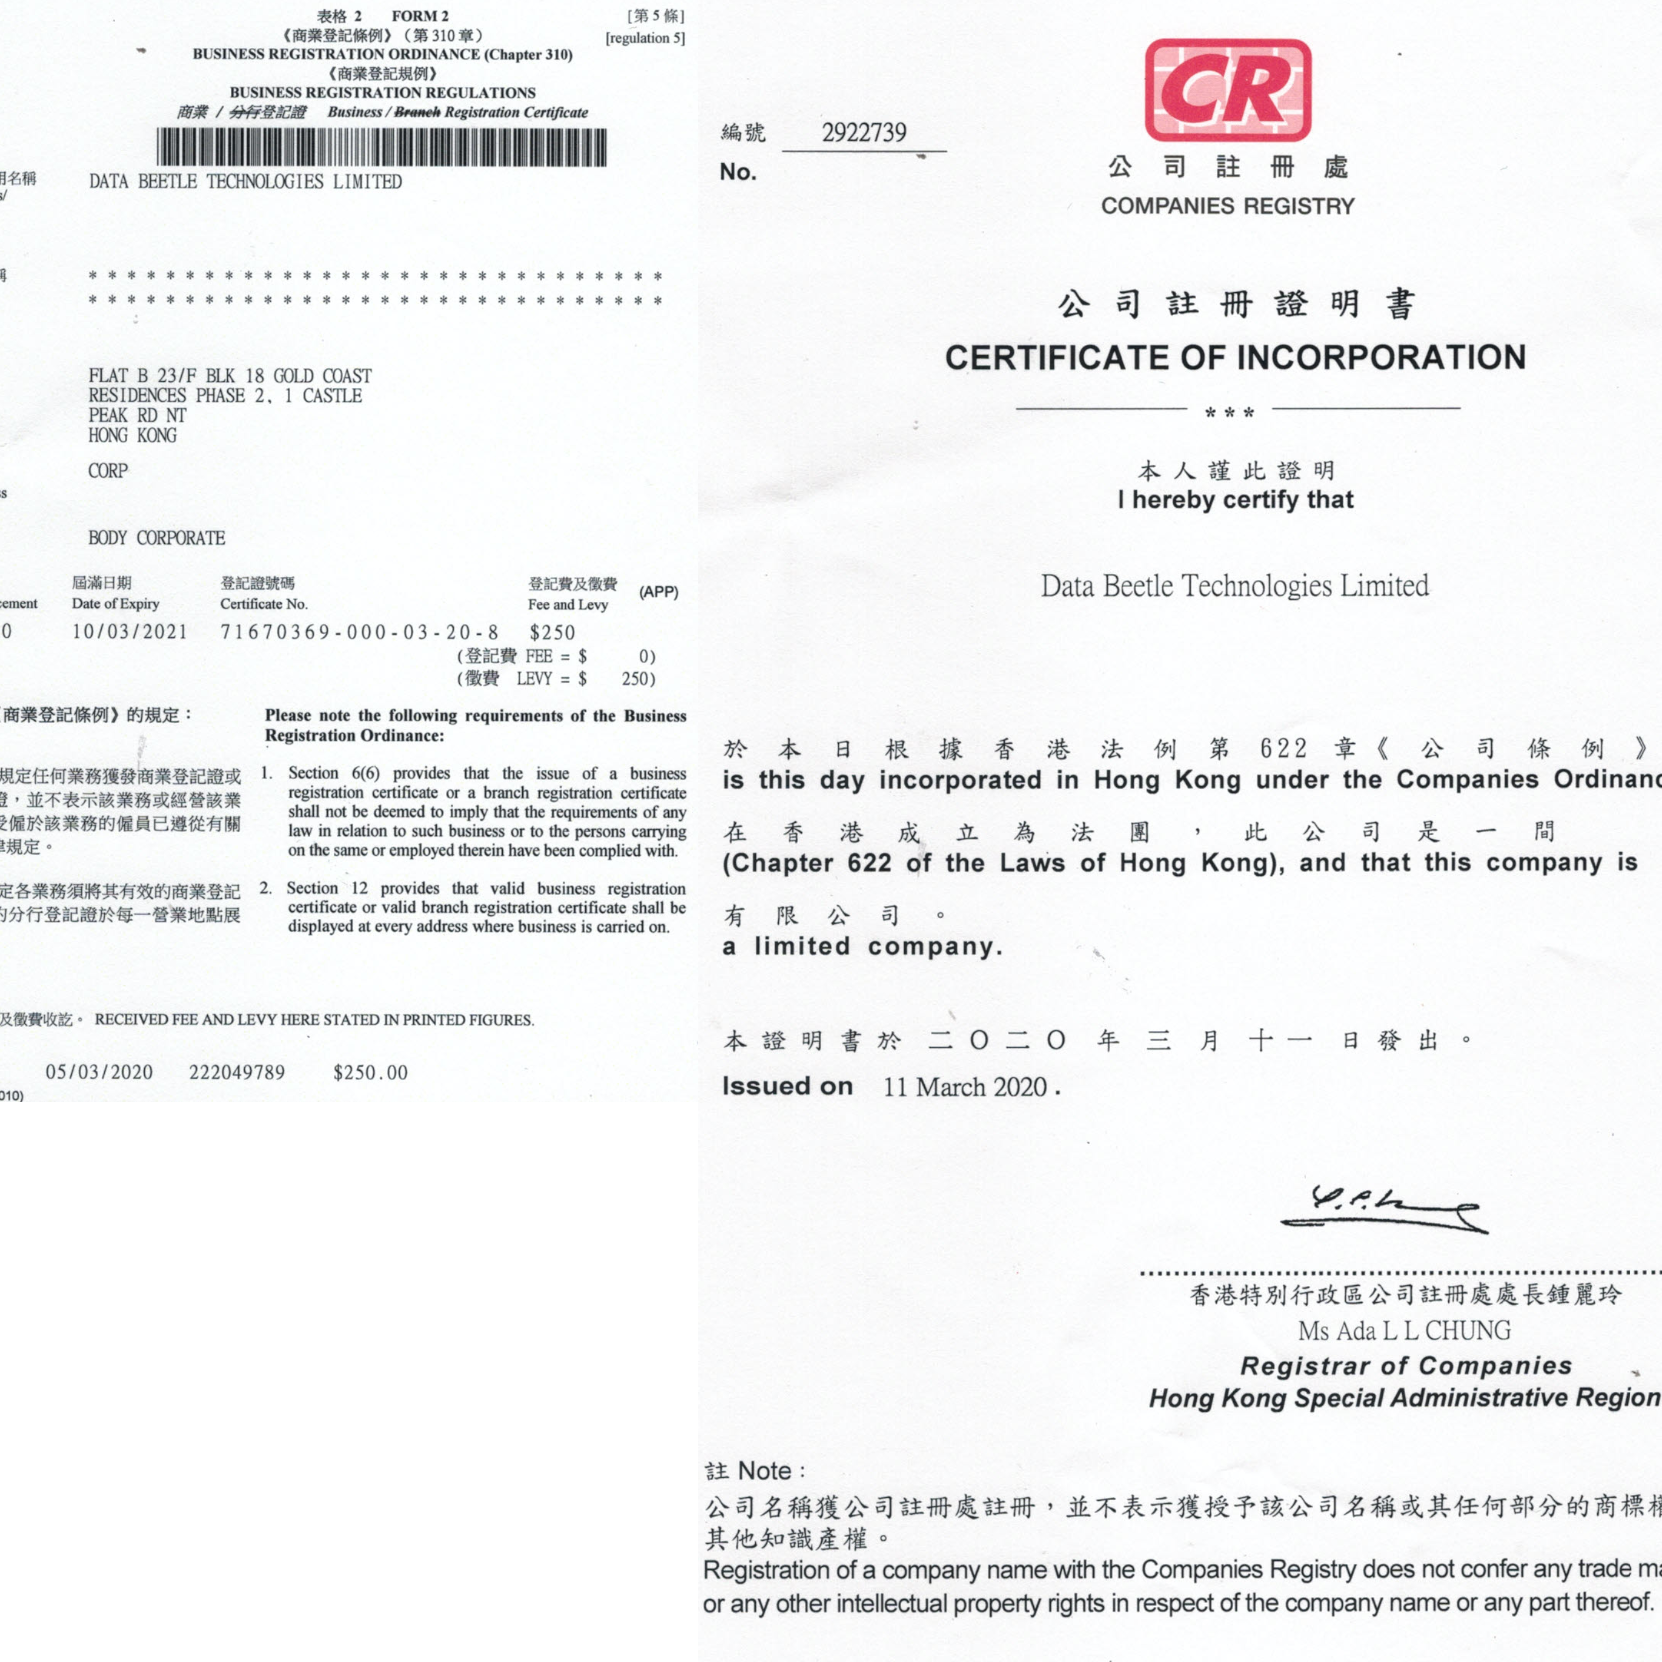 表格 2 FORM 2 [第 5 條]
《商業登記條例》（第 310 章） [regulation 5]
BUSINESS REGISTRATION ORDINANCE (Chapter 310)
《商業登記規例》
BUSINESS REGISTRATION REGULATIONS
商業 / 分行登記證 Business / Branch Registration Certificate
用名稱
s/
DATA BEETLE TECHNOLOGIES LIMITED
稱
* * * * * * * * * * * * * * * * * * * * * * * * * * * * * *
* * * * * * * * * * * * * * * * * * * * * * * * * * * * * *
FLAT B 23/F BLK 18 GOLD COAST
RESIDENCES PHASE 2, 1 CASTLE
PEAK RD NT
HONG KONG
CORP
s
BODY CORPORATE
屆滿日期 登記證號碼 登記費及徵費 (APP)
cement Date of Expiry Certificate No. Fee and Levy
0 10/03/2021 71670369-000-03-20-8 $250
(登記費 FEE = $ 0)
(徵費 LEVY = $ 250)
《商業登記條例》的規定：
規定任何業務獲發商業登記證或
證，並不表示該業務或經營該業
受僱於該業務的僱員已遵從有關
律規定。
定各業務須將其有效的商業登記
的分行登記證於每一營業地點展
Please note the following requirements of the Business
Registration Ordinance:
1. Section 6(6) provides that the issue of a business
registration certificate or a branch registration certificate
shall not be deemed to imply that the requirements of any
law in relation to such business or to the persons carrying
on the same or employed therein have been complied with.
2. Section 12 provides that valid business registration
certificate or valid branch registration certificate shall be
displayed at every address where business is carried on.
及徵費收訖。 RECEIVED FEE AND LEVY HERE STATED IN PRINTED FIGURES.
05/03/2020 222049789 $250.00
010)
CR
公司註冊處
COMPANIES REGISTRY
編號 2922739
No.
公司註冊證明書
CERTIFICATE OF INCORPORATION
* * *
本人謹此證明
I hereby certify that
Data Beetle Technologies Limited
於本日根據香港法例第 622 章《公司條例》
is this day incorporated in Hong Kong under the Companies Ordinanc
在香港成立為法團，此公司是一間
(Chapter 622 of the Laws of Hong Kong), and that this company is
有限公司。
a limited company.
本證明書於二〇二〇年三月十一日發出。
Issued on 11 March 2020 .
香港特別行政區公司註冊處處長鍾麗玲
Ms Ada L L CHUNG
Registrar of Companies
Hong Kong Special Administrative Region
註 Note :
公司名稱獲公司註冊處註冊，並不表示獲授予該公司名稱或其任何部分的商標權
其他知識產權。
Registration of a company name with the Companies Registry does not confer any trade ma
or any other intellectual property rights in respect of the company name or any part thereof.